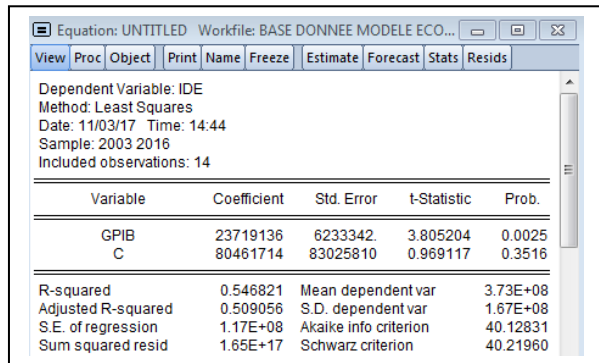 Equation: UNTITLED Workfile: BASE DONNEE MODELE ECO...
View Proc Object Print Name Freeze Estimate Forecast Stats Resids
Dependent Variable: IDE
Method: Least Squares
Date: 11/03/17 Time: 14:44
Sample: 2003 2016
Included observations: 14
Variable Coefficient Std. Error t-Statistic Prob.
GPIB 23719136 6233342. 3.805204 0.0025
C 80461714 83025810 0.969117 0.3516
R-squared 0.546821 Mean dependent var 3.73E+08
Adjusted R-squared 0.509056 S.D. dependent var 1.67E+08
S.E. of regression 1.17E+08 Akaike info criterion 40.12831
Sum squared resid 1.65E+17 Schwarz criterion 40.21960